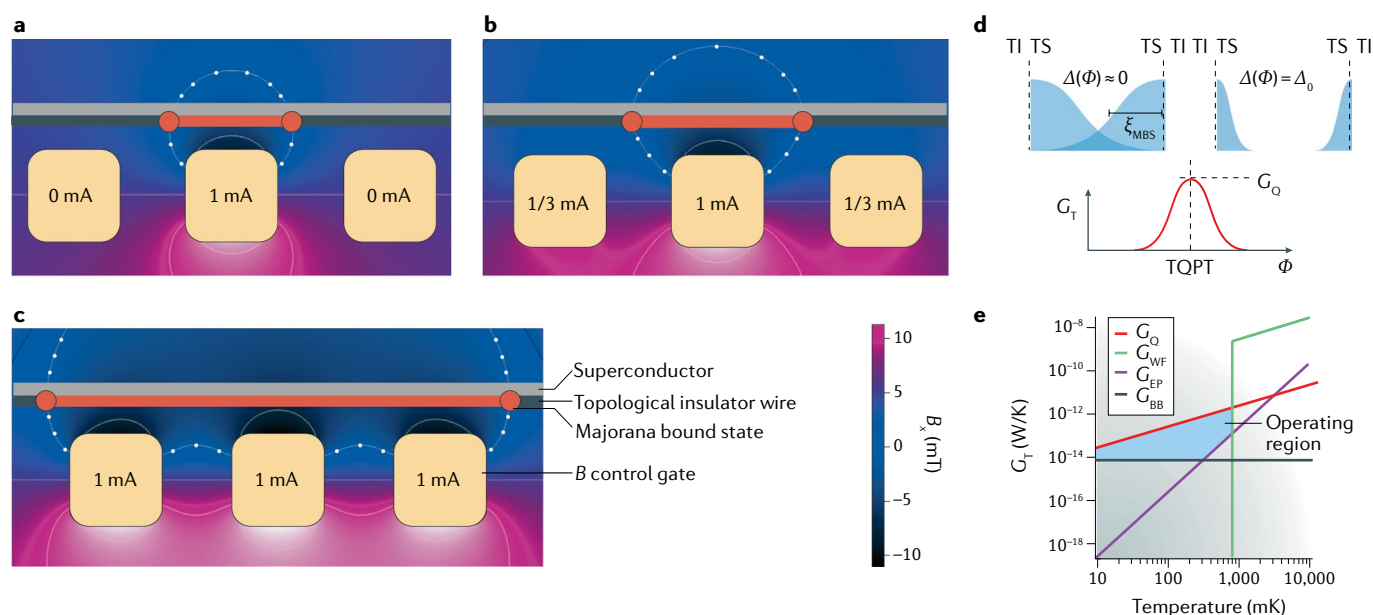 a
0 mA
1 mA
0 mA
b
1/3 mA
1 mA
1/3 mA
c
1 mA
1 mA
1 mA
Superconductor
Topological insulator wire
Majorana bound state
B control gate
10
5
0
−5
−10
Bₓ (mT)
d
TI TS TS TI TI TS TS TI
Δ(Φ) ≈ 0
Δ(Φ) = Δ₀
ξ_MBS
G_Q
G_T
TQPT
Φ
e
G_Q
G_WF
G_EP
G_BB
Operating
region
G_T (W/K)
10⁻⁸
10⁻¹⁰
10⁻¹²
10⁻¹⁴
10⁻¹⁶
10⁻¹⁸
10 100 1,000 10,000
Temperature (mK)